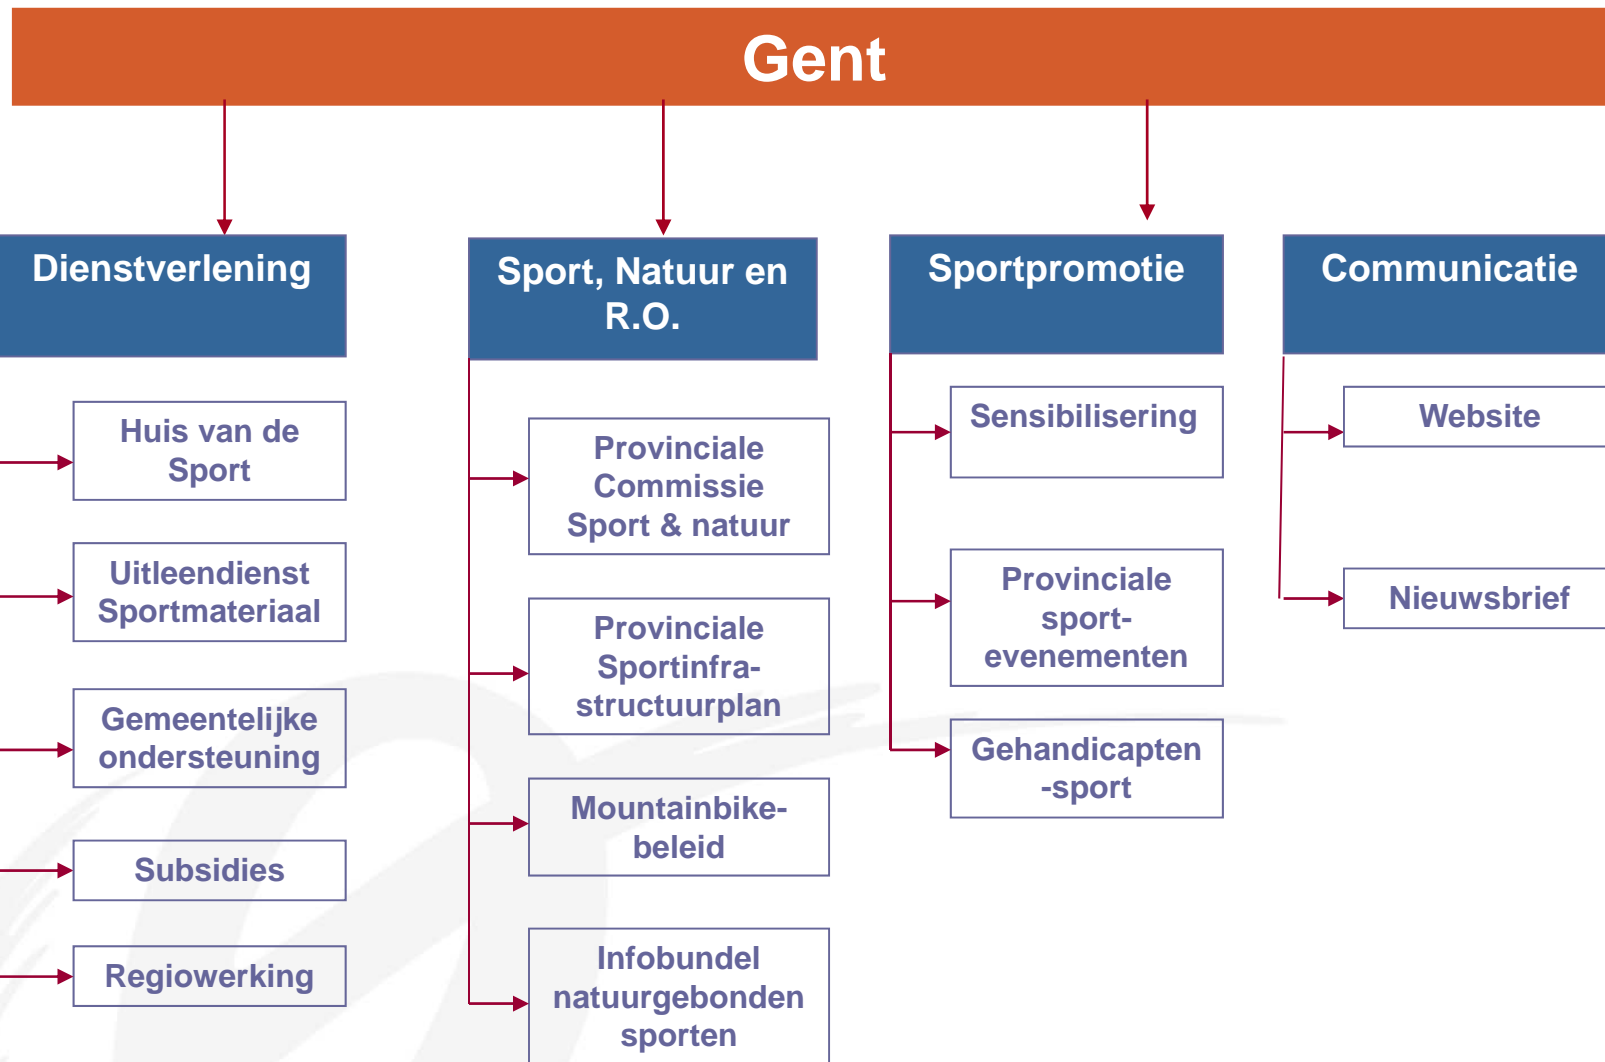 Gent
Dienstverlening
Huis van de
Sport
Uitleendienst
Sportmateriaal
Gemeentelijke
ondersteuning
Subsidies
Regiowerking
Sport, Natuur en
R.O.
Provinciale
Commissie
Sport & natuur
Provinciale
Sportinfra-
structuurplan
Mountainbike-
beleid
Infobundel
natuurgebonden
sporten
Sportpromotie
Sensibilisering
Provinciale
sport-
evenementen
Gehandicapten
-sport
Communicatie
Website
Nieuwsbrief